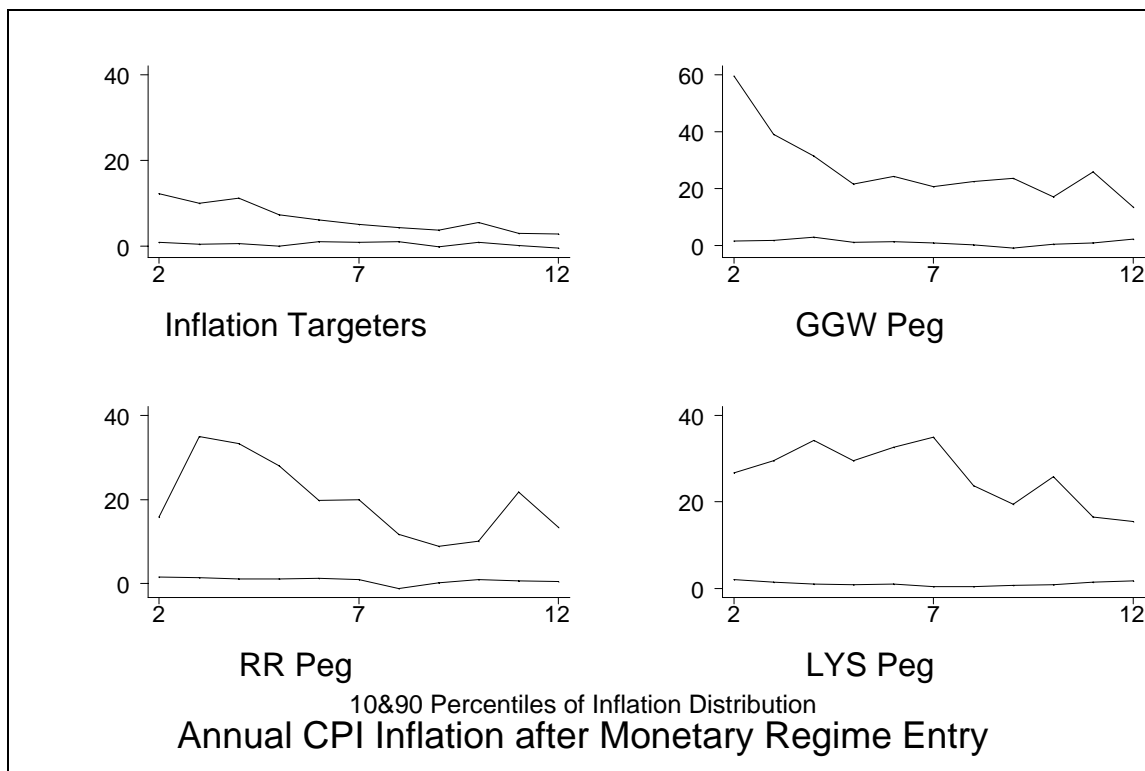 40
20
0
2 7 12
Inflation Targeters
60
40
20
0
2 7 12
GGW Peg
40
20
0
2 7 12
RR Peg
40
20
0
2 7 12
LYS Peg
10&90 Percentiles of Inflation Distribution
Annual CPI Inflation after Monetary Regime Entry